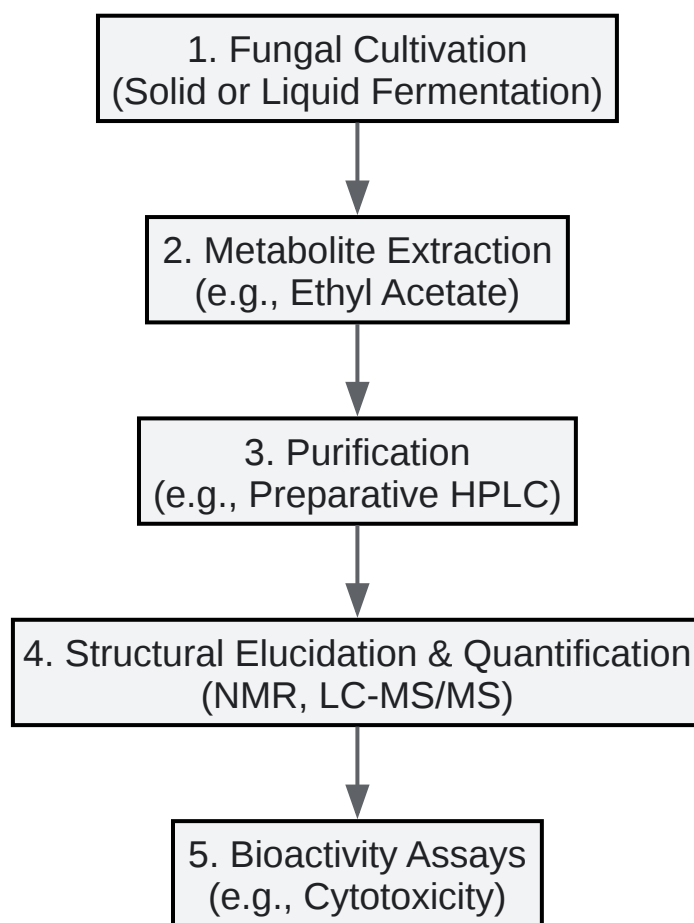 1. Fungal Cultivation
(Solid or Liquid Fermentation)
2. Metabolite Extraction
(e.g., Ethyl Acetate)
3. Purification
(e.g., Preparative HPLC)
4. Structural Elucidation & Quantification
(NMR, LC-MS/MS)
5. Bioactivity Assays
(e.g., Cytotoxicity)